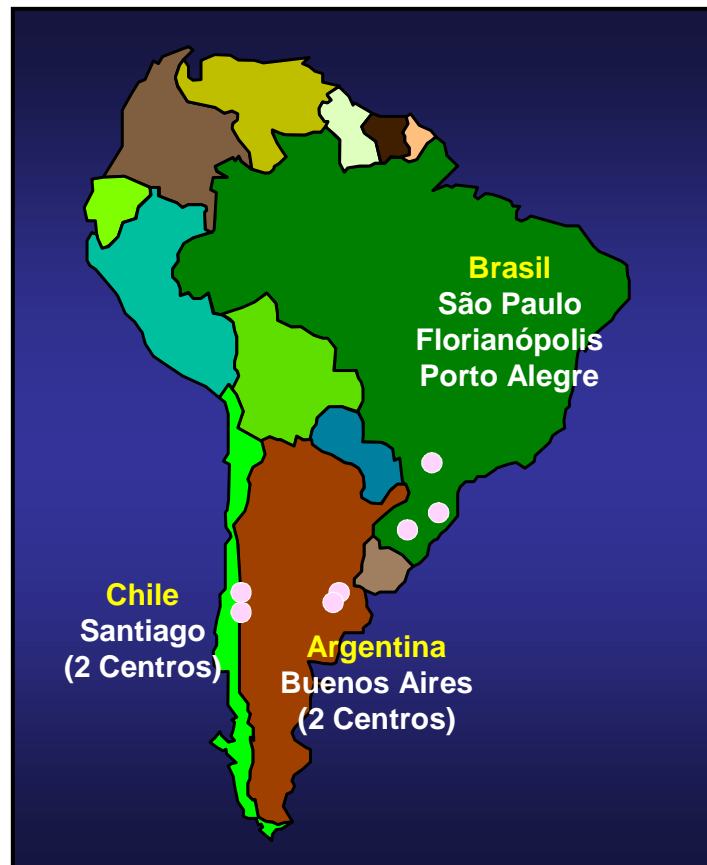 Brasil
São Paulo
Florianópolis
Porto Alegre
Chile
Santiago
(2 Centros)
Argentina
Buenos Aires
(2 Centros)